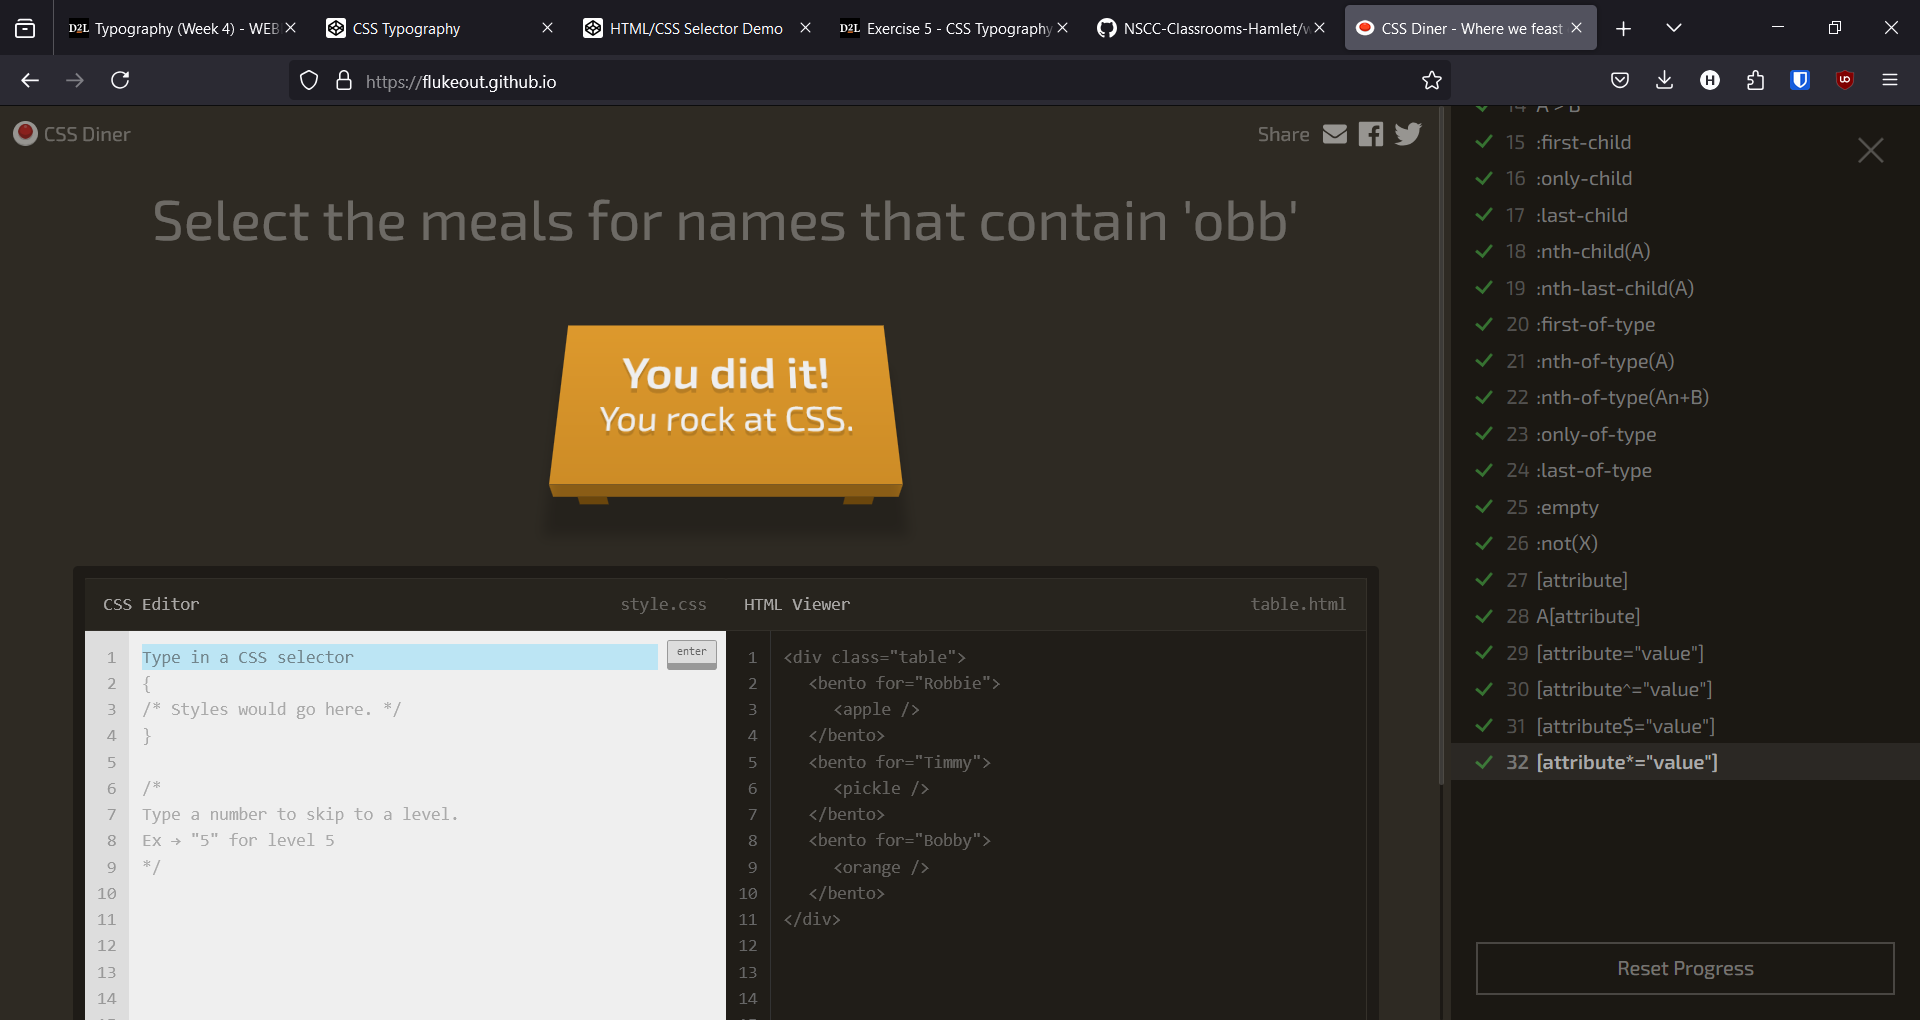 Typography (Week 4) - WEB
CSS Typography
HTML/CSS Selector Demo
Exercise 5 - CSS Typography
NSCC-Classrooms-Hamlet/w
CSS Diner - Where we feast
https://flukeout.github.io
CSS Diner
Share
Select the meals for names that contain 'obb'
You did it!
You rock at CSS.
CSS Editor
style.css
HTML Viewer
table.html
1 Type in a CSS selector
enter
2 {
3 /* Styles would go here. */
4 }
5
6 /*
7 Type a number to skip to a level.
8 Ex → "5" for level 5
9 */
10
11
12
13
14
1 <div class="table">
2 <bento for="Robbie">
3 <apple />
4 </bento>
5 <bento for="Timmy">
6 <pickle />
7 </bento>
8 <bento for="Bobby">
9 <orange />
10 </bento>
11 </div>
12
13
14
14 A > B
15 :first-child
16 :only-child
17 :last-child
18 :nth-child(A)
19 :nth-last-child(A)
20 :first-of-type
21 :nth-of-type(A)
22 :nth-of-type(An+B)
23 :only-of-type
24 :last-of-type
25 :empty
26 :not(X)
27 [attribute]
28 A[attribute]
29 [attribute="value"]
30 [attribute^="value"]
31 [attribute$="value"]
32 [attribute*="value"]
Reset Progress